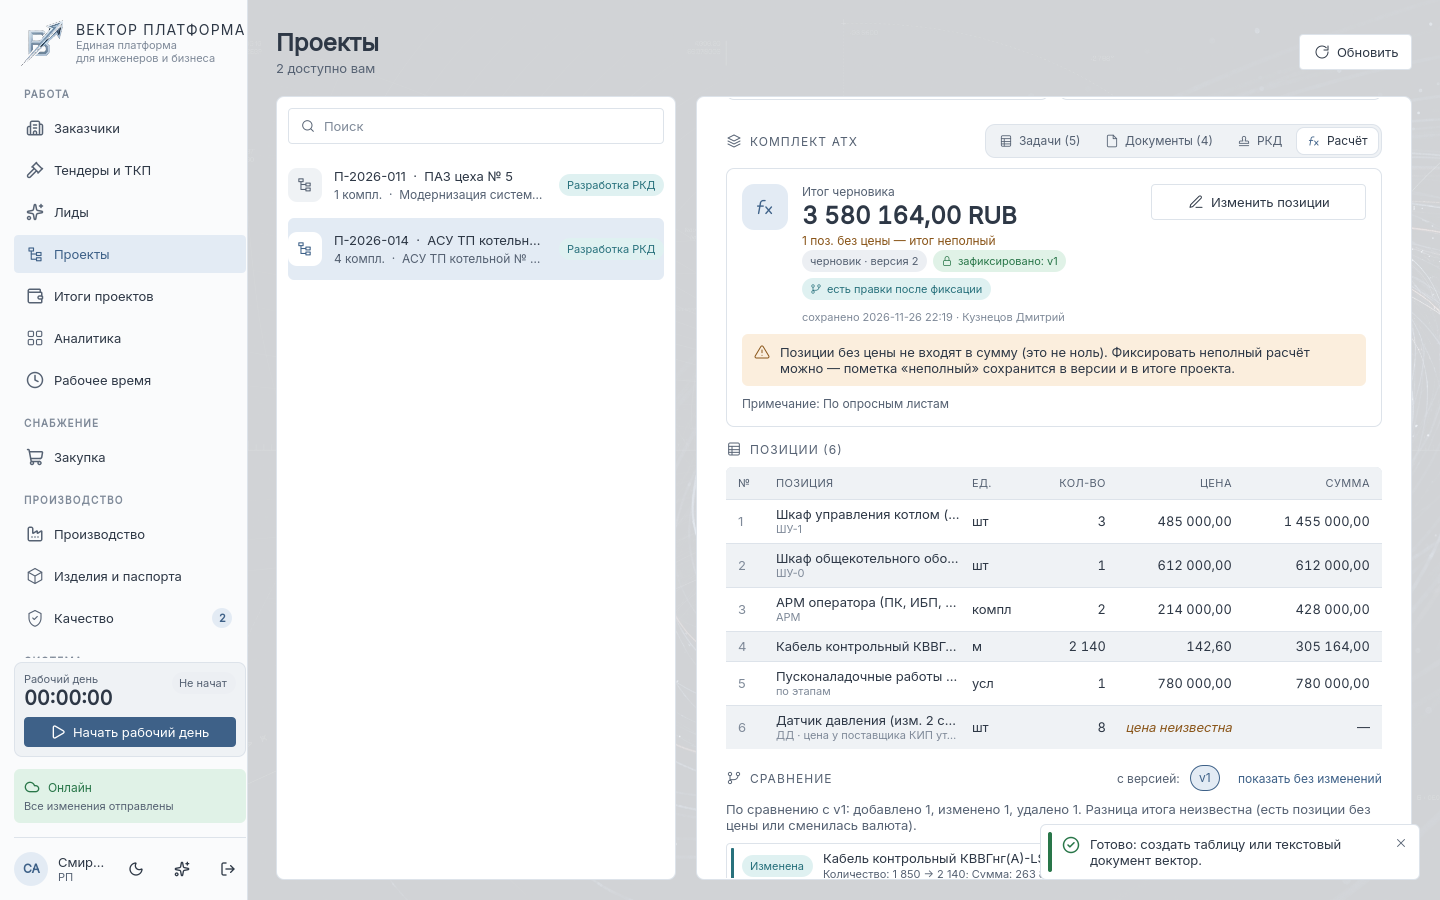 ВЕКТОР ПЛАТФОРМА
Единая платформа
для инженеров и бизнеса
РАБОТА
Заказчики
Тендеры и ТКП
Лиды
Проекты
Итоги проектов
Аналитика
Рабочее время
СНАБЖЕНИЕ
Закупка
ПРОИЗВОДСТВО
Производство
Изделия и паспорта
Качество
2
Рабочий день
00:00:00
Не начат
Начать рабочий день
Онлайн
Все изменения отправлены
СА
Смир...
РП
Проекты
2 доступно вам
Обновить
Поиск
П-2026-011 · ПАЗ цеха № 5
1 компл. · Модернизация систем...
Разработка РКД
П-2026-014 · АСУ ТП котельн...
4 компл. · АСУ ТП котельной № ...
Разработка РКД
КОМПЛЕКТ АТХ
Задачи (5)
Документы (4)
РКД
Расчёт
Итог черновика
3 580 164,00 RUB
1 поз. без цены — итог неполный
черновик · версия 2
зафиксировано: v1
есть правки после фиксации
сохранено 2026-11-26 22:19 · Кузнецов Дмитрий
Изменить позиции
Позиции без цены не входят в сумму (это не ноль). Фиксировать неполный расчёт
можно — пометка «неполный» сохранится в версии и в итоге проекта.
Примечание: По опросным листам
ПОЗИЦИИ (6)
№ ПОЗИЦИЯ ЕД. КОЛ-ВО ЦЕНА СУММА
1 Шкаф управления котлом (... шт 3 485 000,00 1 455 000,00
ШУ-1
2 Шкаф общекотельного обо... шт 1 612 000,00 612 000,00
ШУ-0
3 АРМ оператора (ПК, ИБП, ... компл 2 214 000,00 428 000,00
АРМ
4 Кабель контрольный КВВГ... м 2 140 142,60 305 164,00
5 Пусконаладочные работы ... усл 1 780 000,00 780 000,00
по этапам
6 Датчик давления (изм. 2 с... шт 8 цена неизвестна —
ДД · цена у поставщика КИП ут...
СРАВНЕНИЕ
с версией:
v1
показать без изменений
По сравнению с v1: добавлено 1, изменено 1, удалено 1. Разница итога неизвестна (есть позиции без
цены или сменилась валюта).
Изменена
Кабель контрольный КВВГнг(А)-LS
Количество: 1 850 → 2 140; Сумма: 263
Готово: создать таблицу или текстовый
документ вектор.